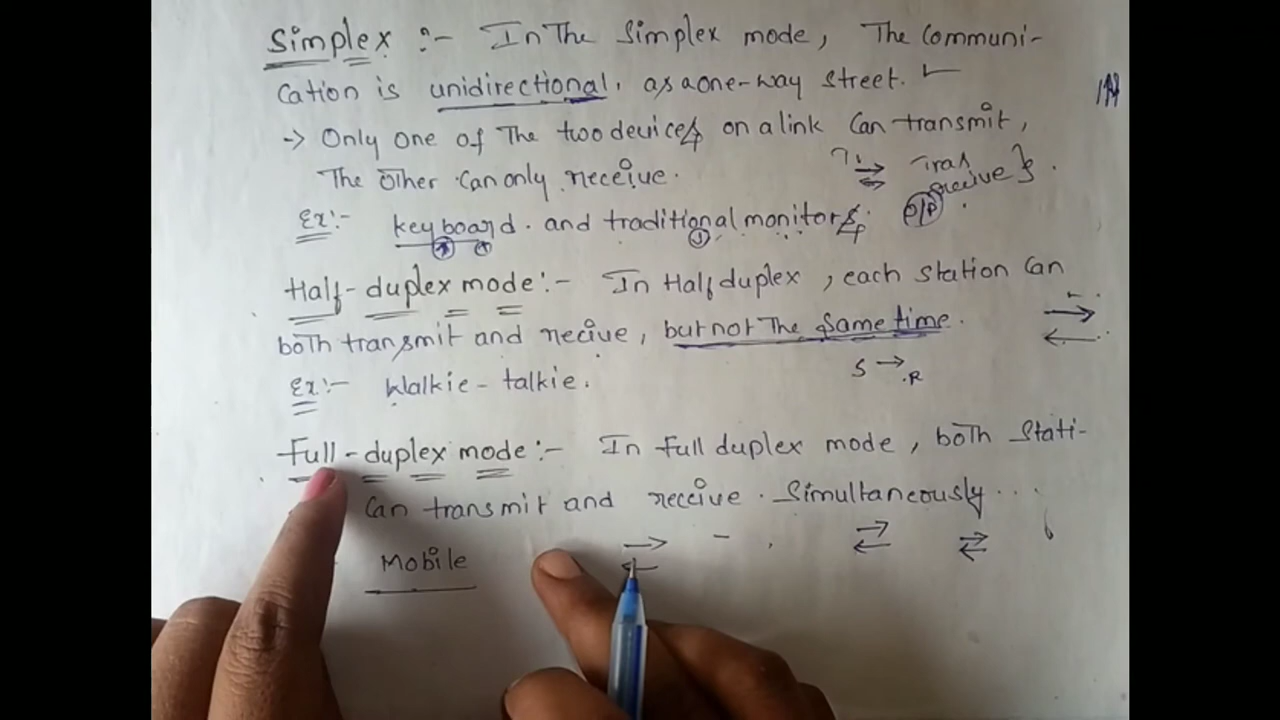 Simplex :- In The Simplex mode, The Communi-
cation is unidirectional, as a one-way street.
→ Only one of The two devices on a link Can transmit,
The other can only receive.
Ex:- keyboard and traditional monitors.
Half-duplex mode:- In Half duplex, each station Can
both transmit and recive, but not The same time.
S → R
Ex:- Walkie-talkie.
Full-duplex mode:- In full duplex mode, both Stati-
Can transmit and receive Simultaneously...
Mobile